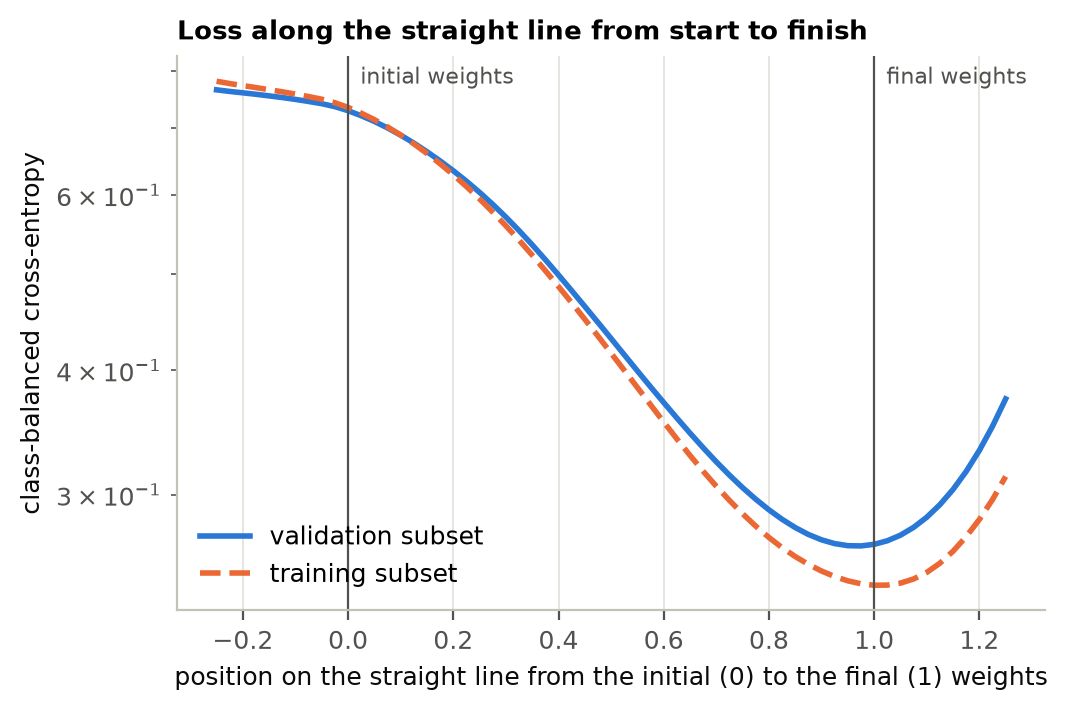 Loss along the straight line from start to finish
initial weights
final weights
class-balanced cross-entropy
6 × 10⁻¹
4 × 10⁻¹
3 × 10⁻¹
validation subset
training subset
−0.2 0.0 0.2 0.4 0.6 0.8 1.0 1.2
position on the straight line from the initial (0) to the final (1) weights